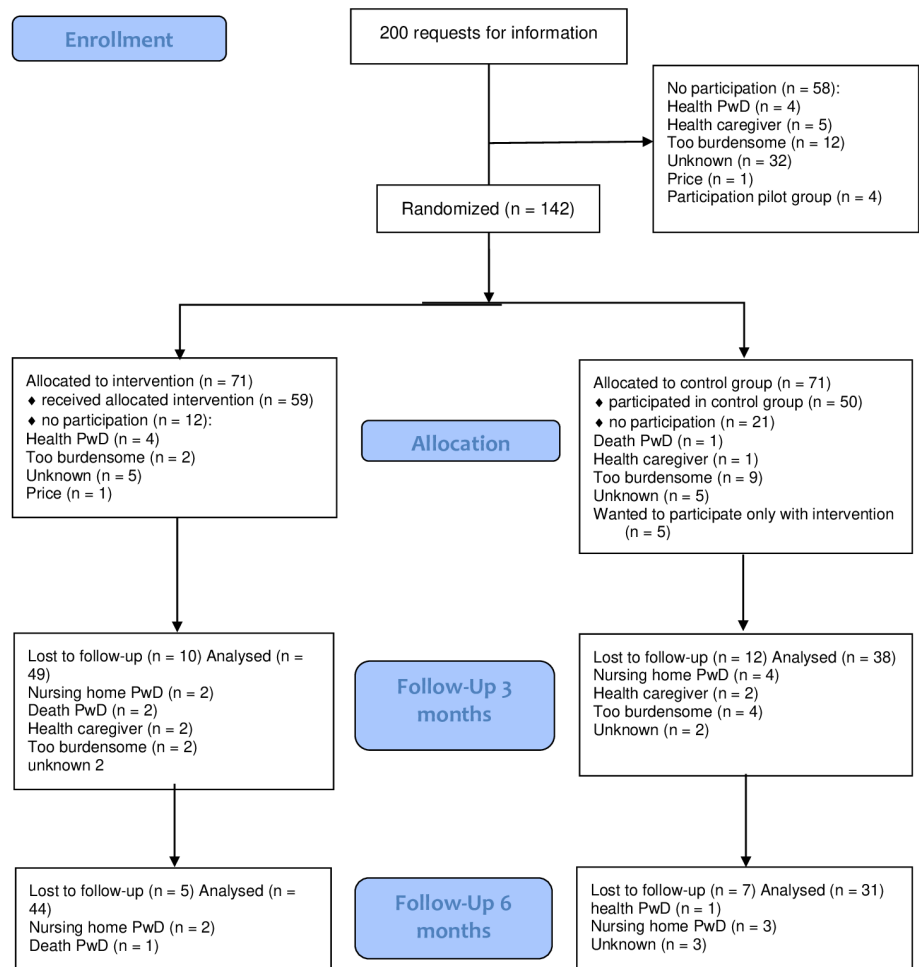 Enrollment
200 requests for information
No participation (n = 58):
Health PwD (n = 4)
Health caregiver (n = 5)
Too burdensome (n = 12)
Unknown (n = 32)
Price (n = 1)
Participation pilot group (n = 4)
Randomized (n = 142)
Allocated to intervention (n = 71)
♦ received allocated intervention (n = 59)
♦ no participation (n = 12):
Health PwD (n = 4)
Too burdensome (n = 2)
Unknown (n = 5)
Price (n = 1)
Allocation
Allocated to control group (n = 71)
♦ participated in control group (n = 50)
♦ no participation (n = 21)
Death PwD (n = 1)
Health caregiver (n = 1)
Too burdensome (n = 9)
Unknown (n = 5)
Wanted to participate only with intervention
(n = 5)
Lost to follow-up (n = 10) Analysed (n =
49)
Nursing home PwD (n = 2)
Death PwD (n = 2)
Health caregiver (n = 2)
Too burdensome (n = 2)
unknown 2
Follow-Up 3
months
Lost to follow-up (n = 12) Analysed (n = 38)
Nursing home PwD (n = 4)
Health caregiver (n = 2)
Too burdensome (n = 4)
Unknown (n = 2)
Lost to follow-up (n = 5) Analysed (n =
44)
Nursing home PwD (n = 2)
Death PwD (n = 1)
Follow-Up 6
months
Lost to follow-up (n = 7) Analysed (n = 31)
health PwD (n = 1)
Nursing home PwD (n = 3)
Unknown (n = 3)